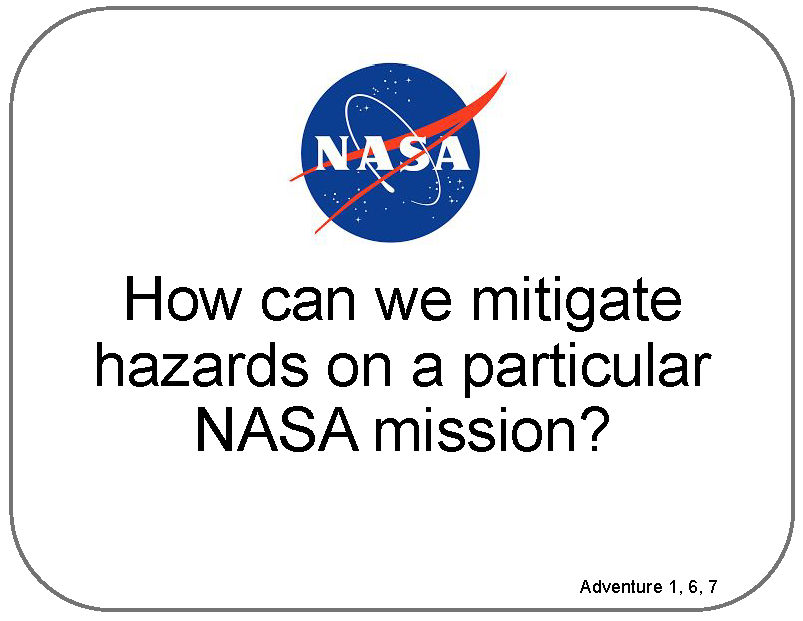 NASA
How can we mitigate
hazards on a particular
NASA mission?
Adventure 1, 6, 7